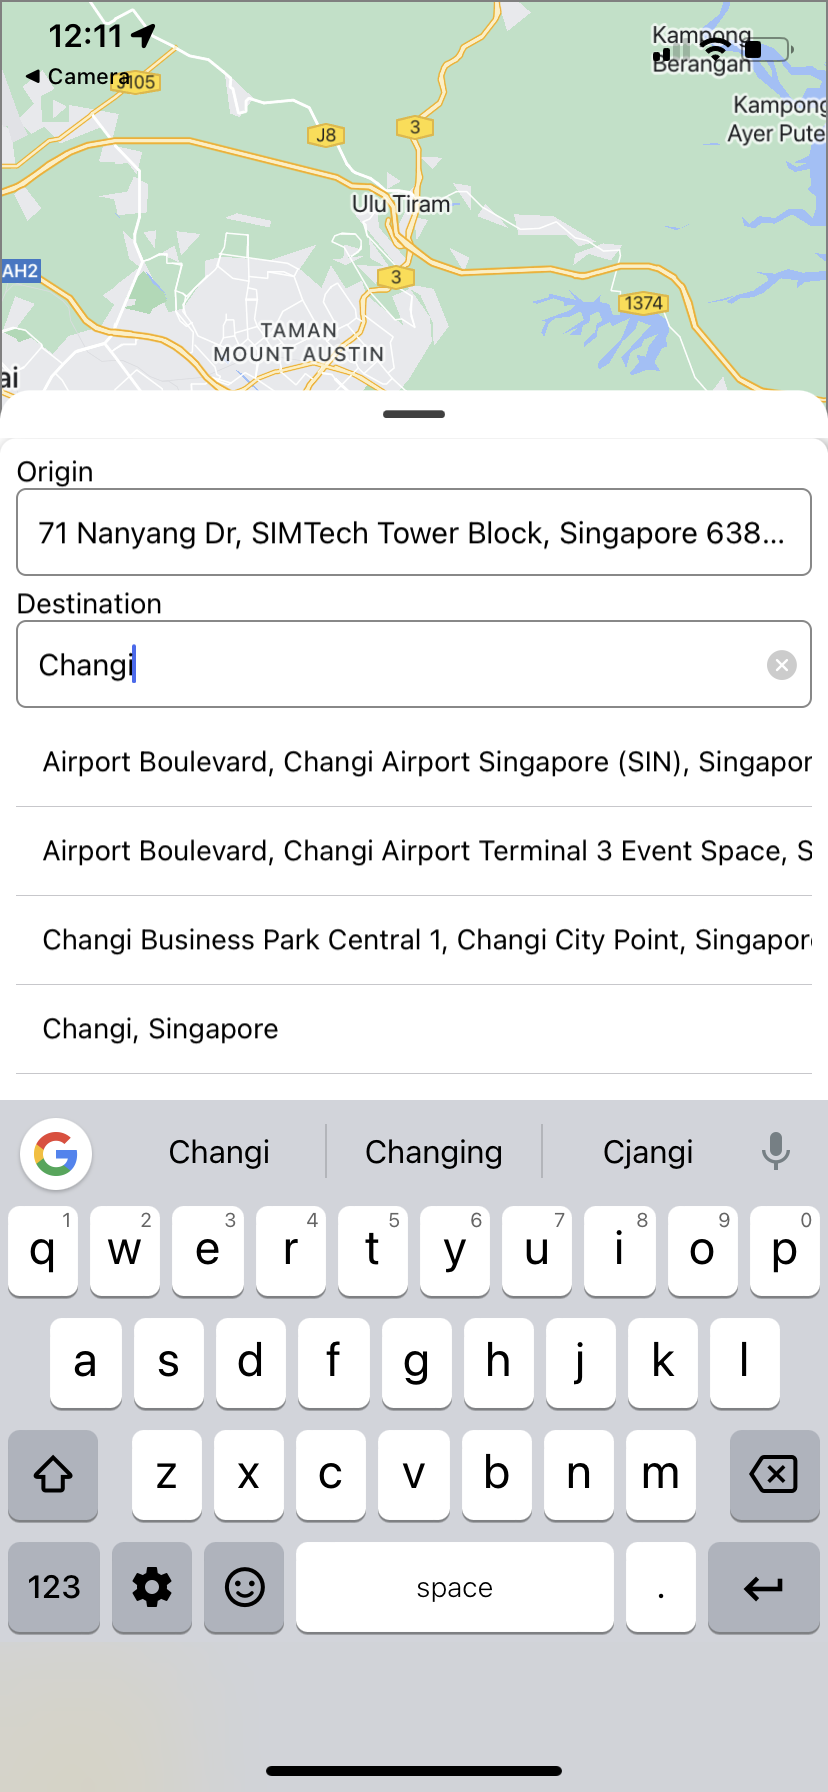 12:11
Camera
Kampong
Berangan
J105
Kampong
Ayer Pute
J8
3
Ulu Tiram
AH2
3
1374
TAMAN
MOUNT AUSTIN
ai
Origin
71 Nanyang Dr, SIMTech Tower Block, Singapore 638...
Destination
Changi
Airport Boulevard, Changi Airport Singapore (SIN), Singapor
Airport Boulevard, Changi Airport Terminal 3 Event Space, S
Changi Business Park Central 1, Changi City Point, Singapor
Changi, Singapore
Changi Changing Cjangi
1 2 3 4 5 6 7 8 9 0
q w e r t y u i o p
a s d f g h j k l
z x c v b n m
123 space .